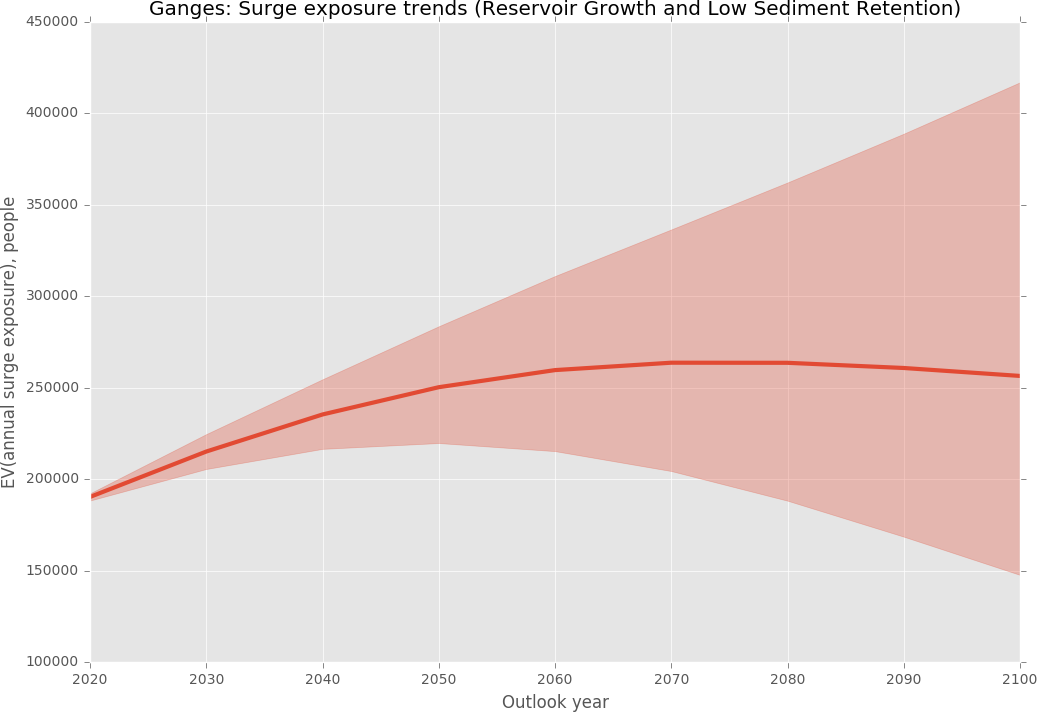 Ganges: Surge exposure trends (Reservoir Growth and Low Sediment Retention)
450000
400000
350000
300000
250000
200000
150000
100000
EV(annual surge exposure), people
2020 2030 2040 2050 2060 2070 2080 2090 2100
Outlook year